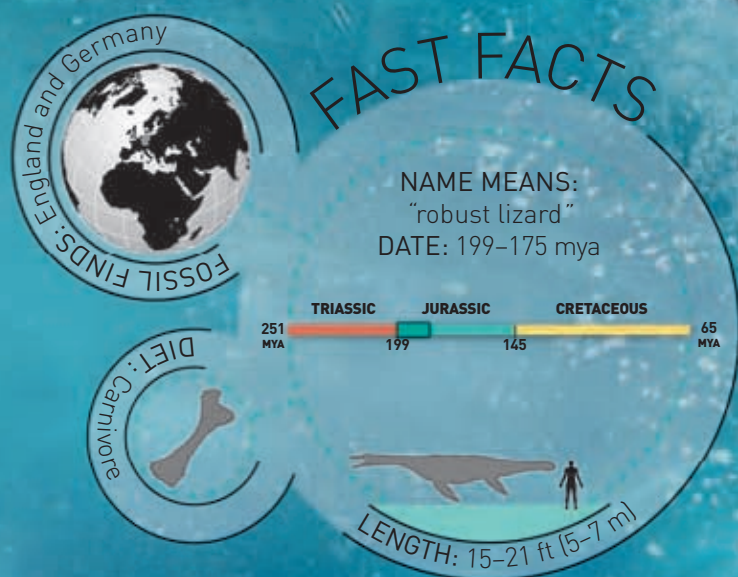 FAST FACTS
FOSSIL FINDS: England and Germany
NAME MEANS:
“robust lizard”
DATE: 199–175 mya
TRIASSIC JURASSIC CRETACEOUS
251 MYA 199 145 65 MYA
DIET: Carnivore
LENGTH: 15–21 ft (5–7 m)